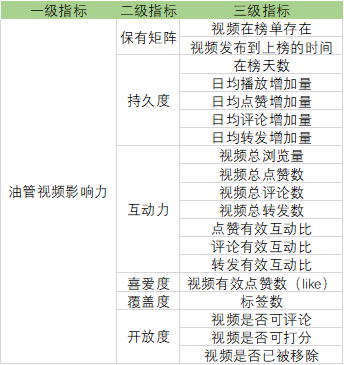 一级指标 二级指标 三级指标
保有矩阵 视频在榜单存在
视频发布到上榜的时间
持久度 在榜天数
日均播放增加量
日均点赞增加量
日均评论增加量
日均转发增加量
油管视频影响力 互动力 视频总浏览量
视频总点赞数
视频总评论数
视频总转发数
点赞有效互动比
评论有效互动比
转发有效互动比
喜爱度 视频有效点赞数（like）
覆盖度 标签数
开放度 视频是否可评论
视频是否可打分
视频是否已被移除